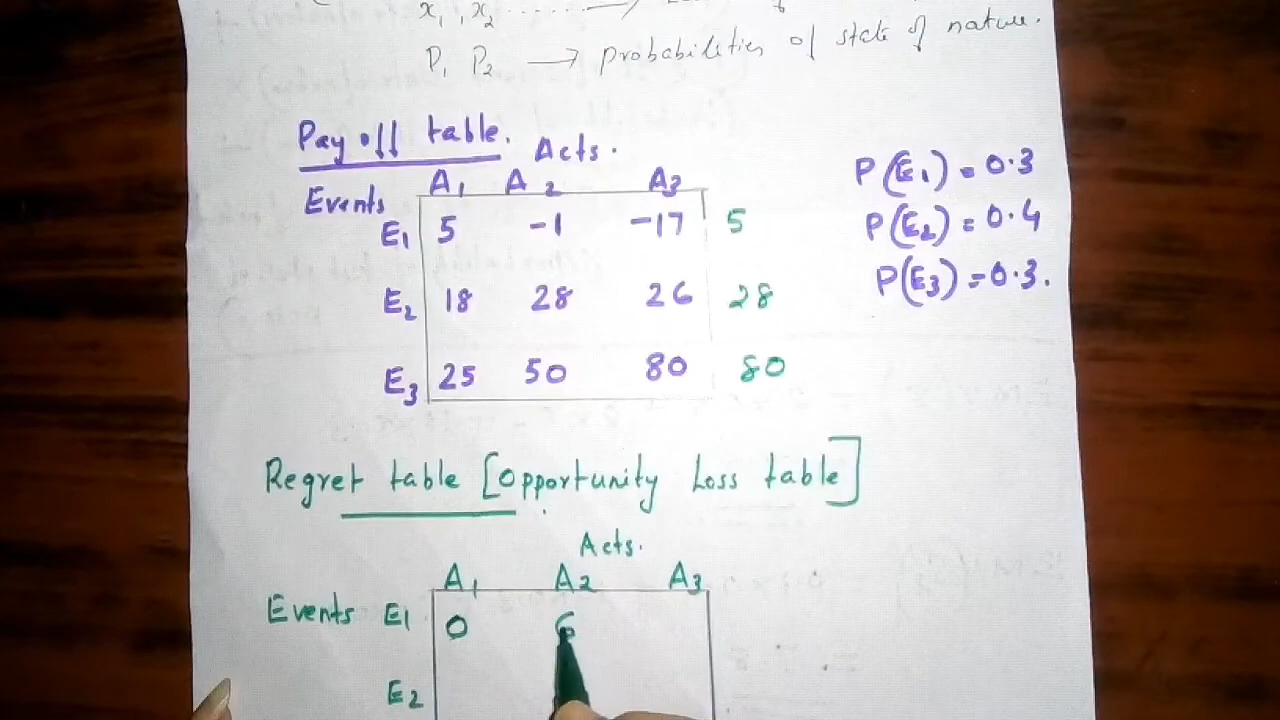 x₁, x₂ ........ →
P₁ P₂ → probabilities of state of nature.
Pay off table.
Acts.
Events A₁ A₂ A₃
E₁ 5 -1 -17 5
E₂ 18 28 26 28
E₃ 25 50 80 80
P(E₁) = 0.3
P(E₂) = 0.4
P(E₃) = 0.3.
Regret table [Opportunity Loss table]
Acts.
A₁ A₂ A₃
Events E₁ 0 6
E₂